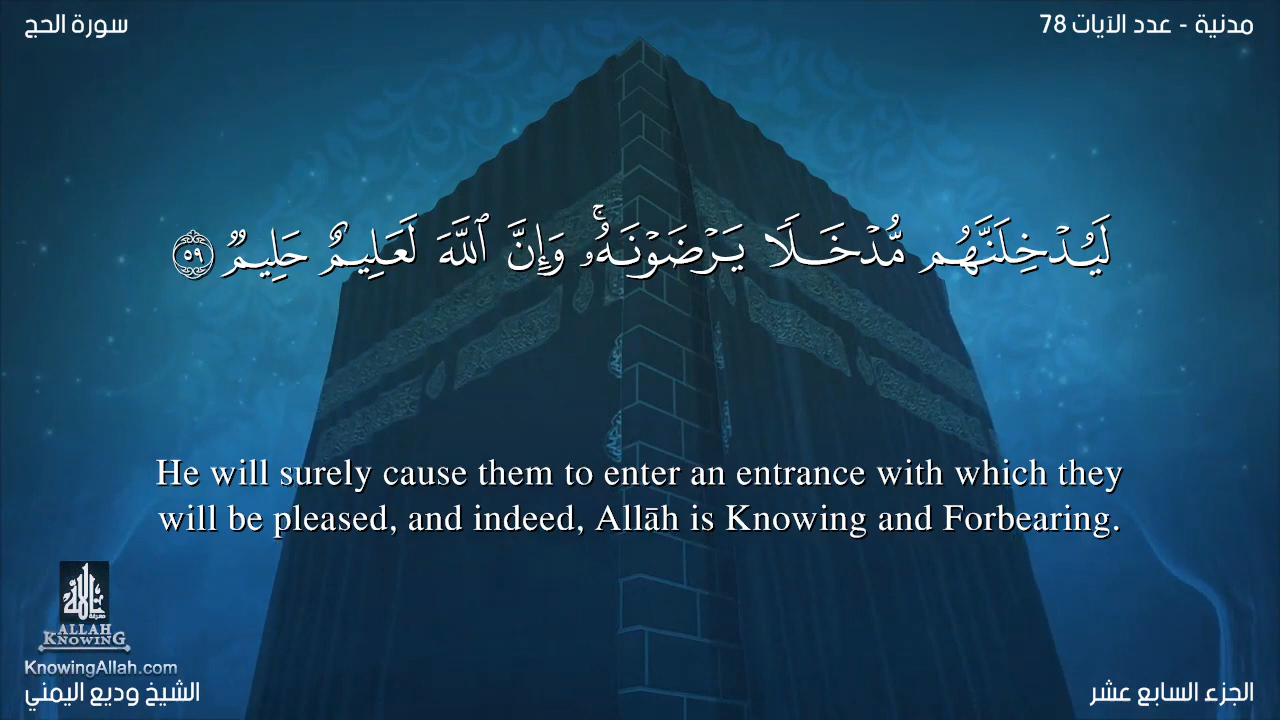 سورة الحج
مدنية - عدد الآيات 78
لَيُدْخِلَنَّهُم مُّدْخَلًا يَرْضَوْنَهُۥ ۚ وَإِنَّ ٱللَّهَ لَعَلِيمٌ حَلِيمٌ ٥٩
He will surely cause them to enter an entrance with which they
will be pleased, and indeed, Allāh is Knowing and Forbearing.
معرفة الله
ALLAH
KNOWING
KnowingAllah.com
الشيخ وديع اليمني
الجزء السابع عشر